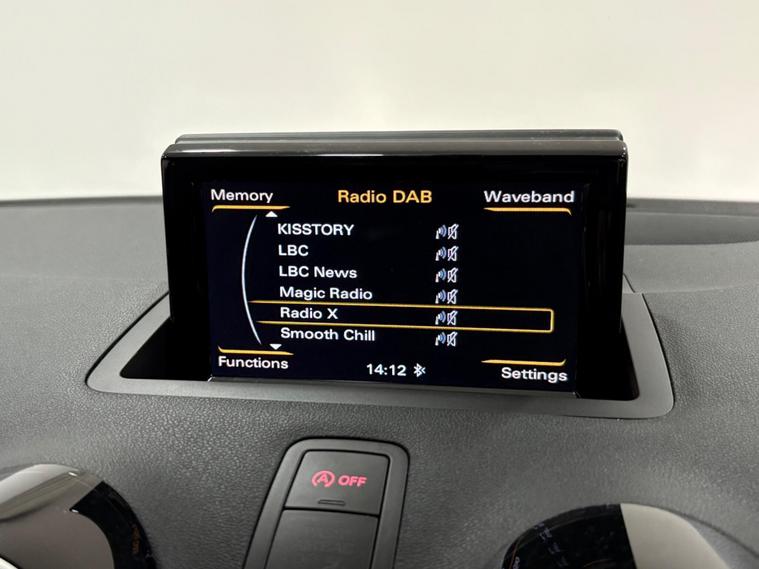 Memory Radio DAB Waveband
KISSTORY
LBC
LBC News
Magic Radio
Radio X
Smooth Chill
Functions 14:12 Settings
A OFF